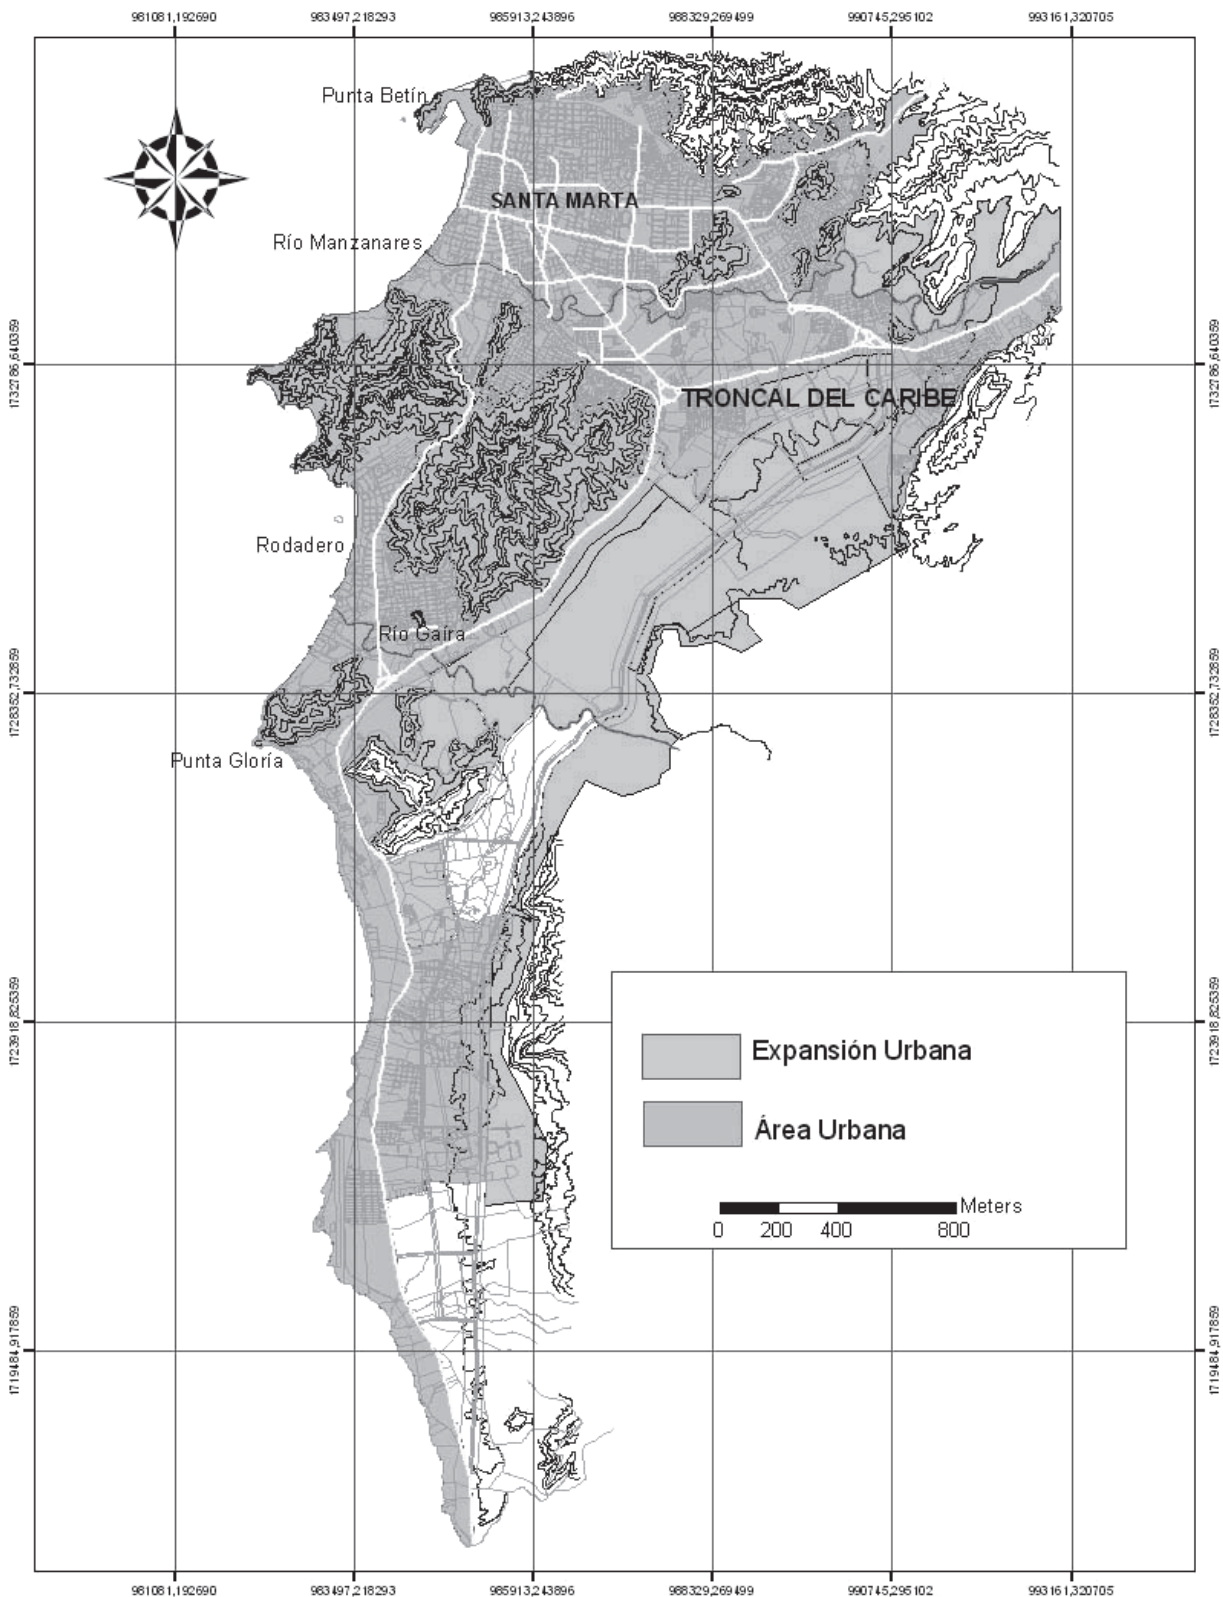 981081,192690
983497,218293
985913,243896
988329,269499
990745,295102
993161,320705
Punta Betín
SANTA MARTA
Río Manzanares
1732786,640359
1732786,640359
TRONCAL DEL CARIBE
Rodadero
Río Gaíra
1728352,732859
1728352,732859
Punta Gloría
1723918,825359
1723918,825359
Expansión Urbana
Área Urbana
Meters
0
200
400
800
1719484,917859
1719484,917859
981081,192690
983497,218293
985913,243896
988329,269499
990745,295102
993161,320705